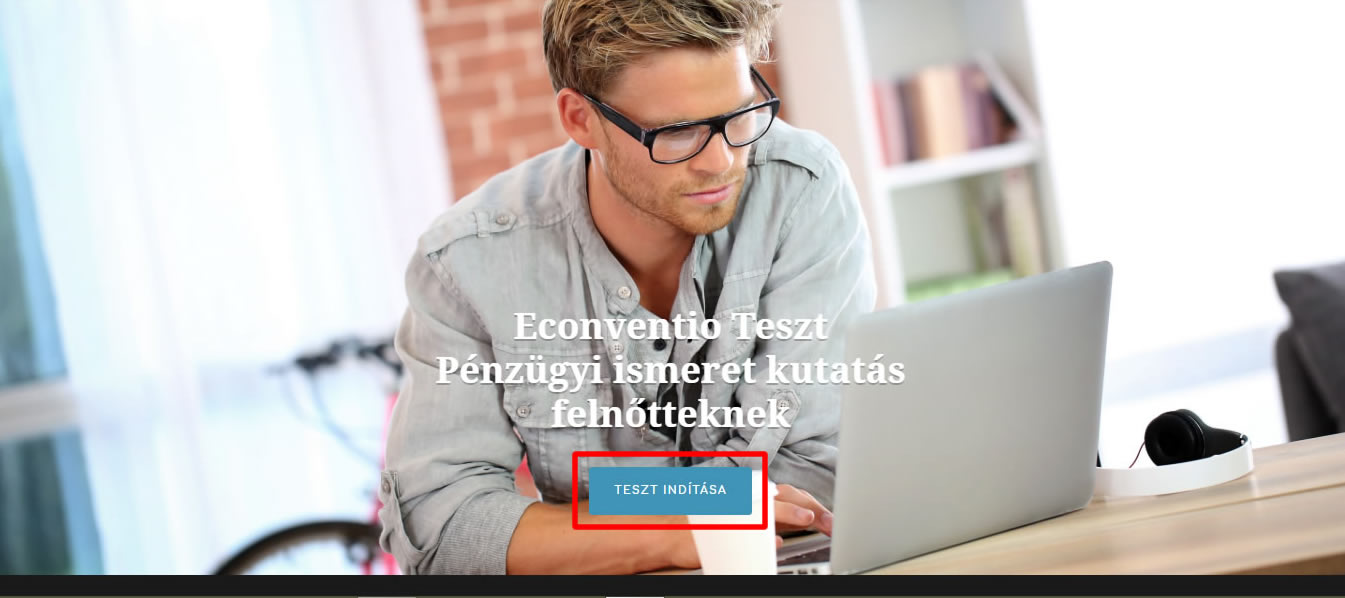 Econventio Teszt
Pénzügyi ismeret kutatás
felnőtteknek
TESZT INDÍTÁSA